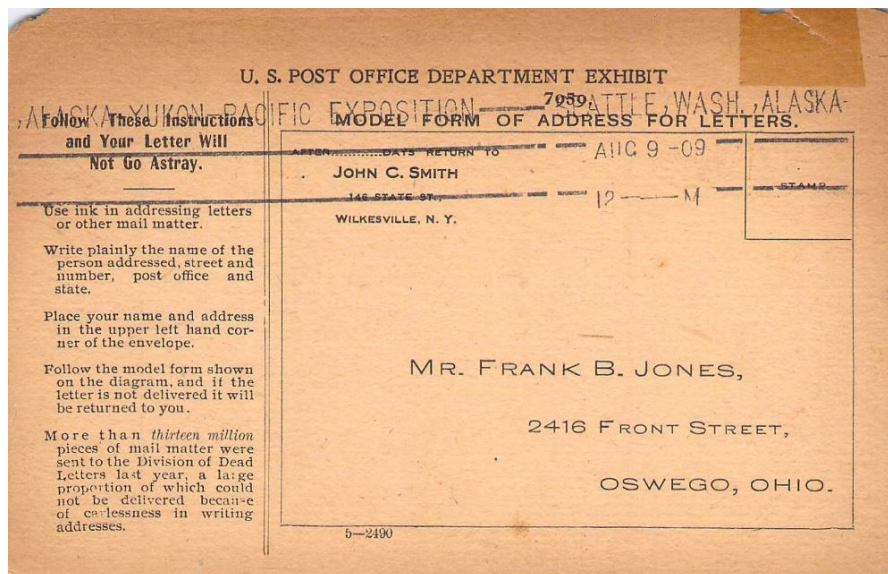 U. S. POST OFFICE DEPARTMENT EXHIBIT
, ALASKA-YUKON-PACIFIC EXPOSITION
7959
SEATTLE, WASH., ALASKA-
MODEL FORM OF ADDRESS FOR LETTERS.
Follow These Instructions
and Your Letter Will
Not Go Astray.
Use ink in addressing letters
or other mail matter.
Write plainly the name of the
person addressed, street and
number, post office and
state.
Place your name and address
in the upper left hand cor-
ner of the envelope.
Follow the model form shown
on the diagram, and if the
letter is not delivered it will
be returned to you.
More than thirteen million
pieces of mail matter were
sent to the Division of Dead
Letters last year, a large
proportion of which could
not be delivered because
of carlessness in writing
addresses.
AFTER............DAYS RETURN TO
JOHN C. SMITH
146 STATE ST.,
WILKESVILLE, N. Y.
AUG 9 -09
12 — M
STAMP
MR. FRANK B. JONES,
2416 FRONT STREET,
OSWEGO, OHIO.
5—2490